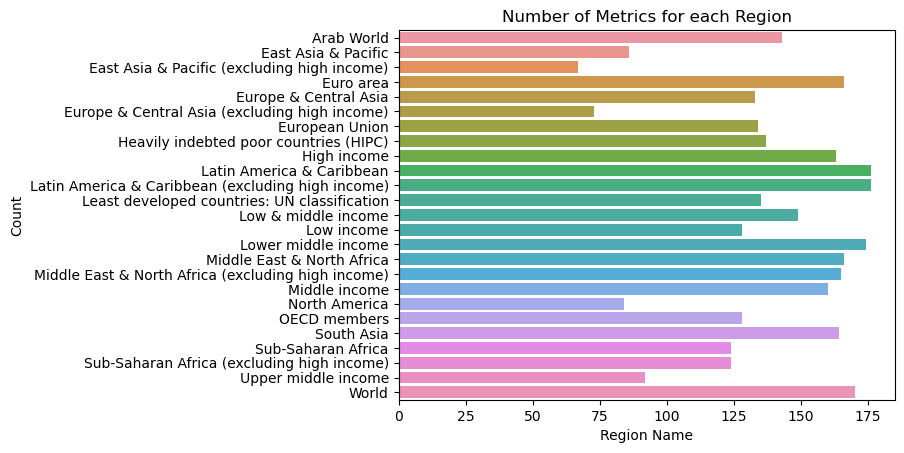 Number of Metrics for each Region
Arab World
East Asia & Pacific
East Asia & Pacific (excluding high income)
Euro area
Europe & Central Asia
Europe & Central Asia (excluding high income)
European Union
Heavily indebted poor countries (HIPC)
High income
Latin America & Caribbean
Latin America & Caribbean (excluding high income)
Least developed countries: UN classification
Low & middle income
Low income
Lower middle income
Middle East & North Africa
Middle East & North Africa (excluding high income)
Middle income
North America
OECD members
South Asia
Sub-Saharan Africa
Sub-Saharan Africa (excluding high income)
Upper middle income
World
Count
0 25 50 75 100 125 150 175
Region Name